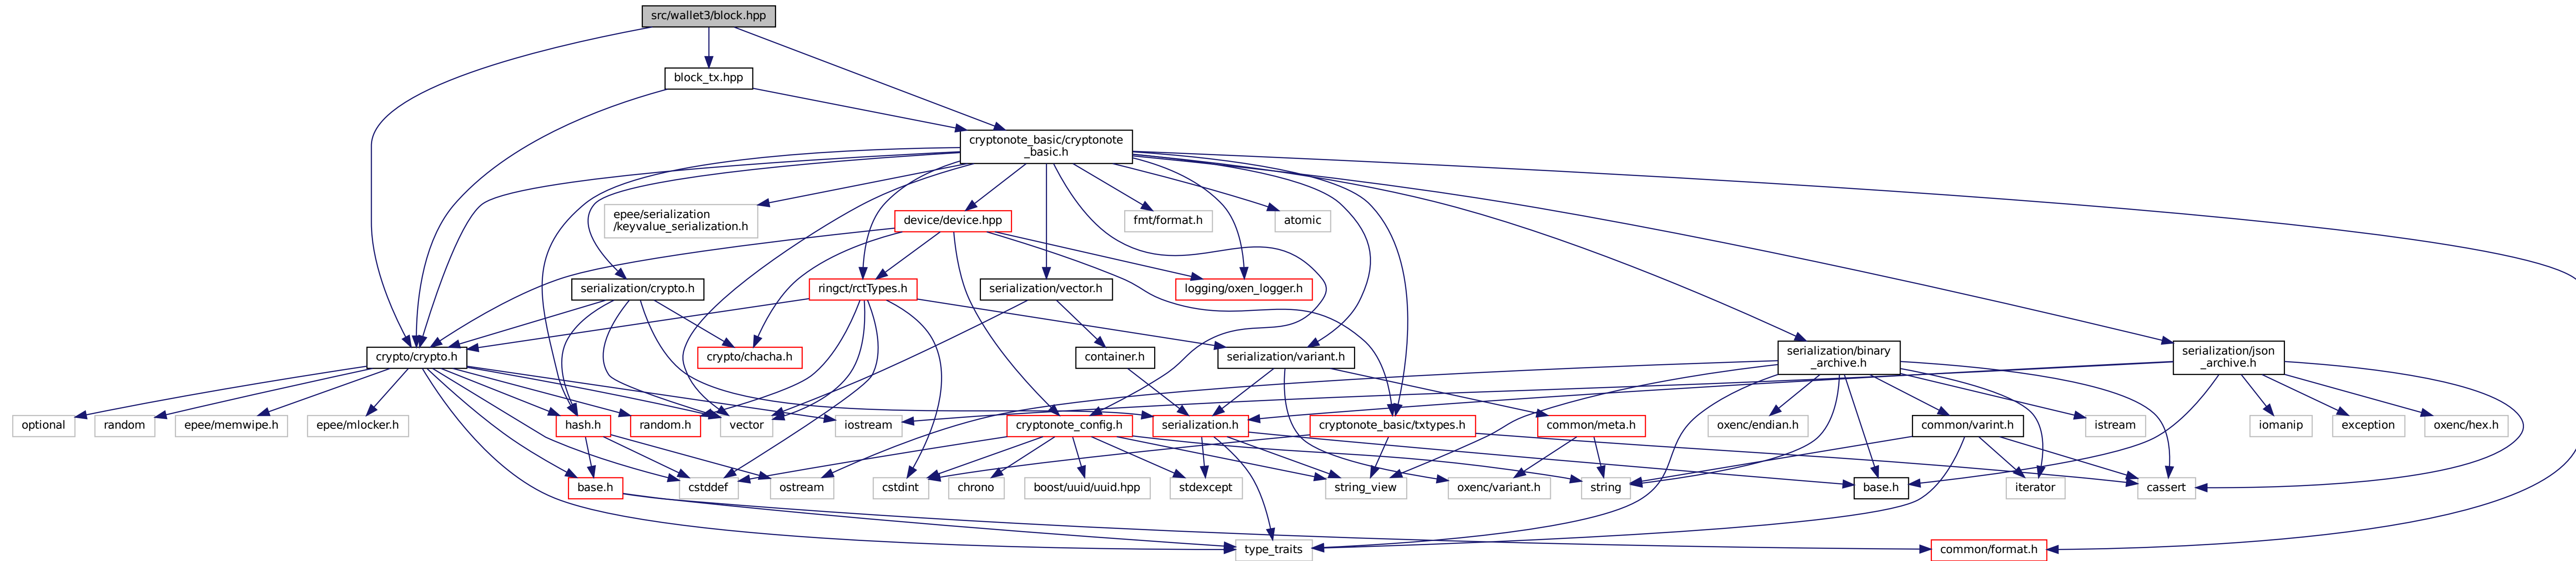 src/wallet3/block.hpp
block_tx.hpp
cryptonote_basic/cryptonote
_basic.h
epee/serialization
/keyvalue_serialization.h
device/device.hpp
fmt/format.h
atomic
serialization/crypto.h
ringct/rctTypes.h
serialization/vector.h
logging/oxen_logger.h
crypto/crypto.h
crypto/chacha.h
container.h
serialization/variant.h
serialization/binary
_archive.h
serialization/json
_archive.h
optional
random
epee/memwipe.h
epee/mlocker.h
hash.h
random.h
vector
iostream
cryptonote_config.h
serialization.h
cryptonote_basic/txtypes.h
common/meta.h
oxenc/endian.h
common/varint.h
istream
iomanip
exception
oxenc/hex.h
base.h
cstddef
ostream
cstdint
chrono
boost/uuid/uuid.hpp
stdexcept
string_view
oxenc/variant.h
string
base.h
iterator
cassert
type_traits
common/format.h